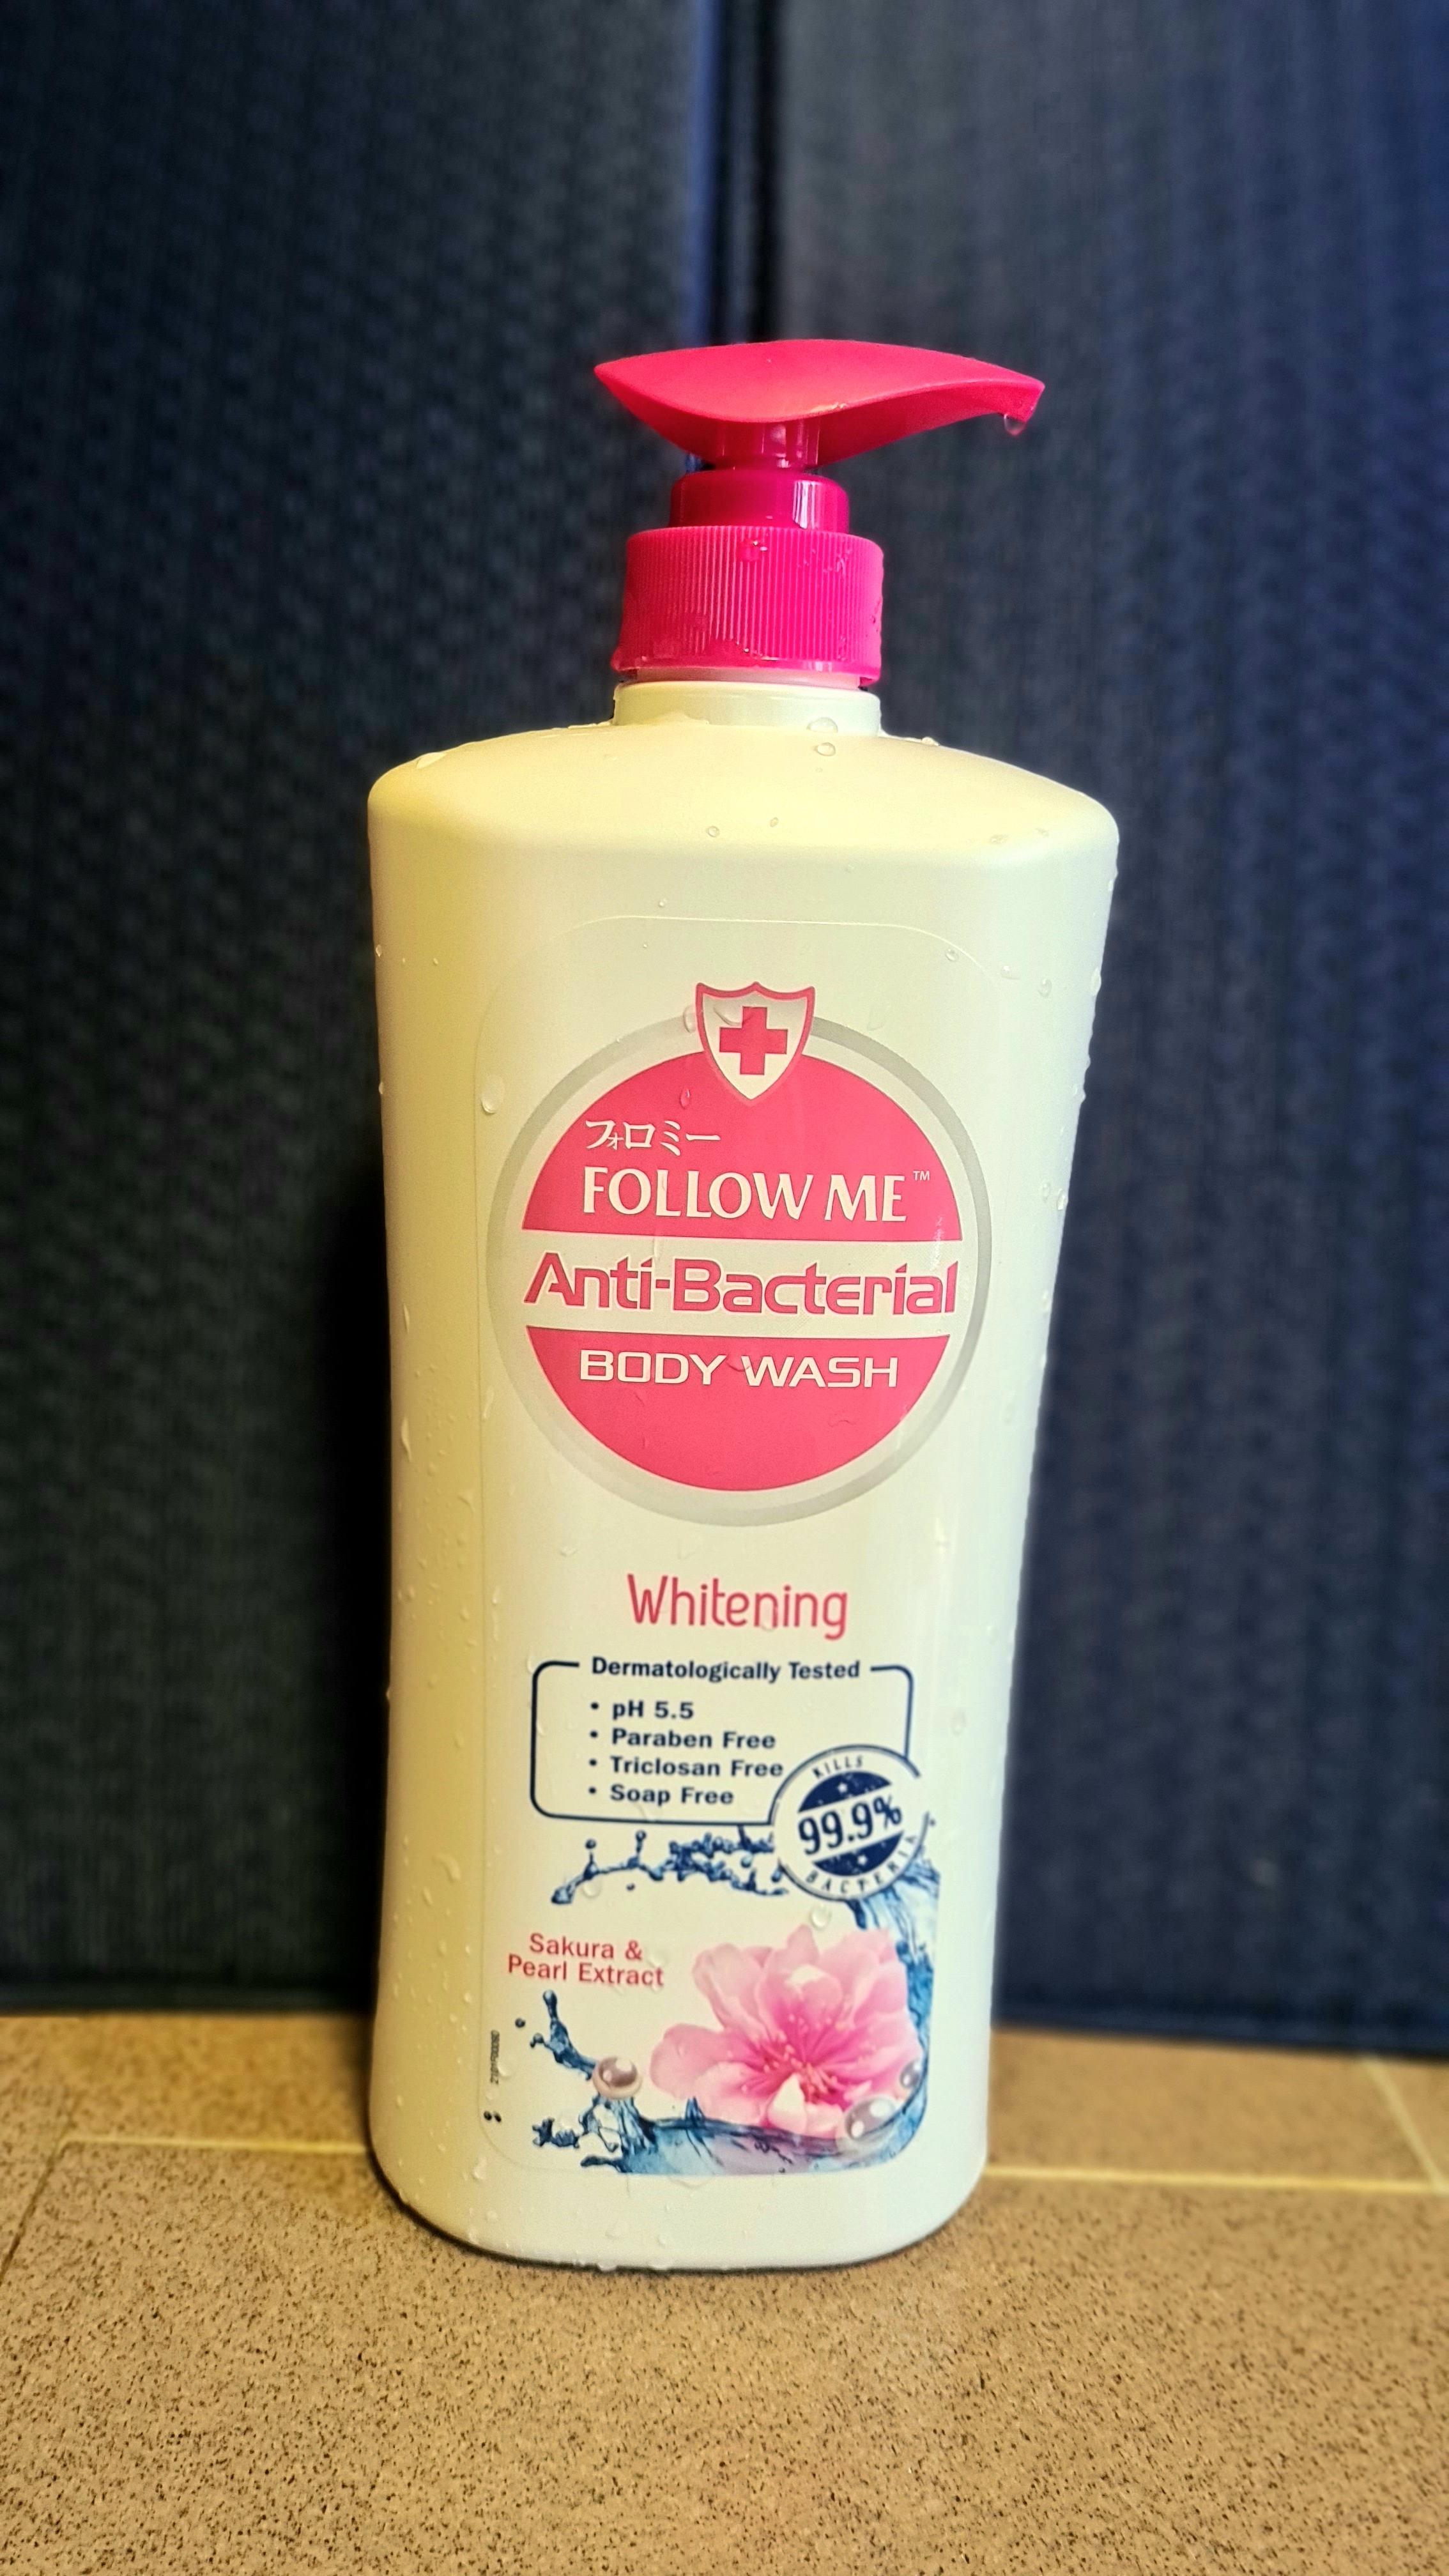 フォロミー
FOLLOW ME™
Anti-Bacterial
BODY WASH
Whitening
Dermatologically Tested
• pH 5.5
• Paraben Free
• Triclosan Free
• Soap Free
KILLS
99.9%
BACTERIA
Sakura &
Pearl Extract